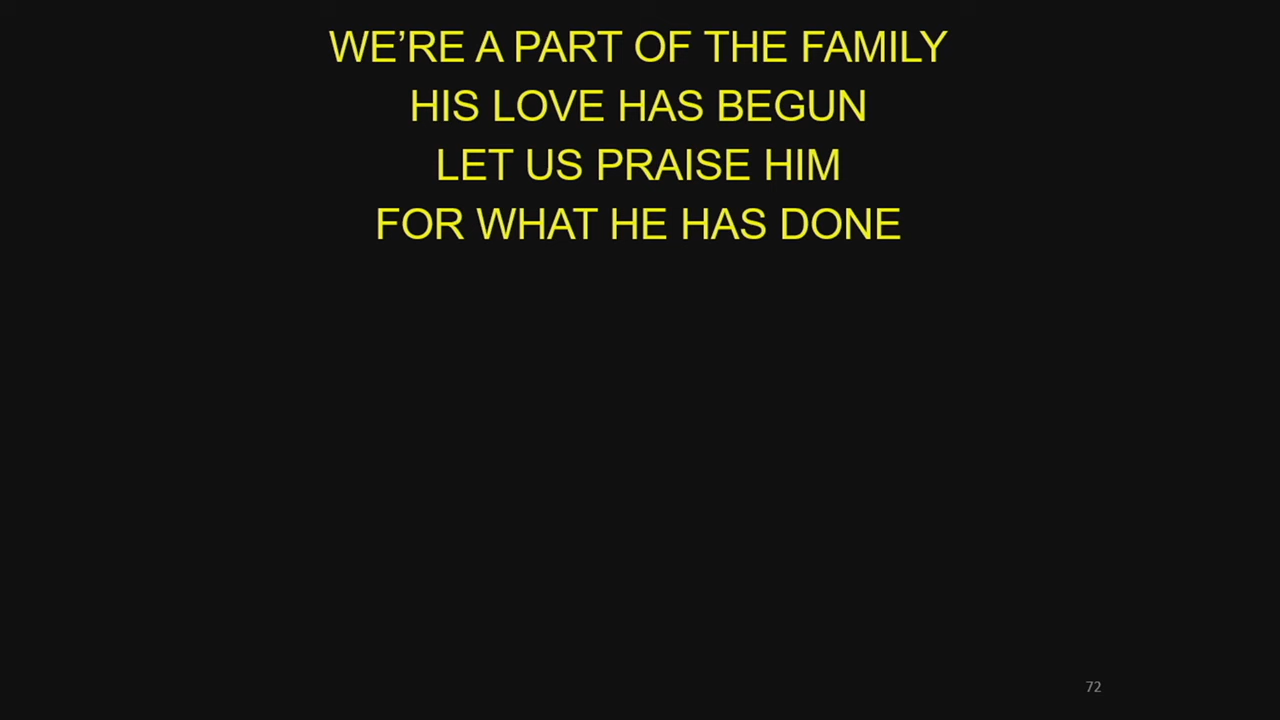 WE’RE A PART OF THE FAMILY
HIS LOVE HAS BEGUN
LET US PRAISE HIM
FOR WHAT HE HAS DONE
72